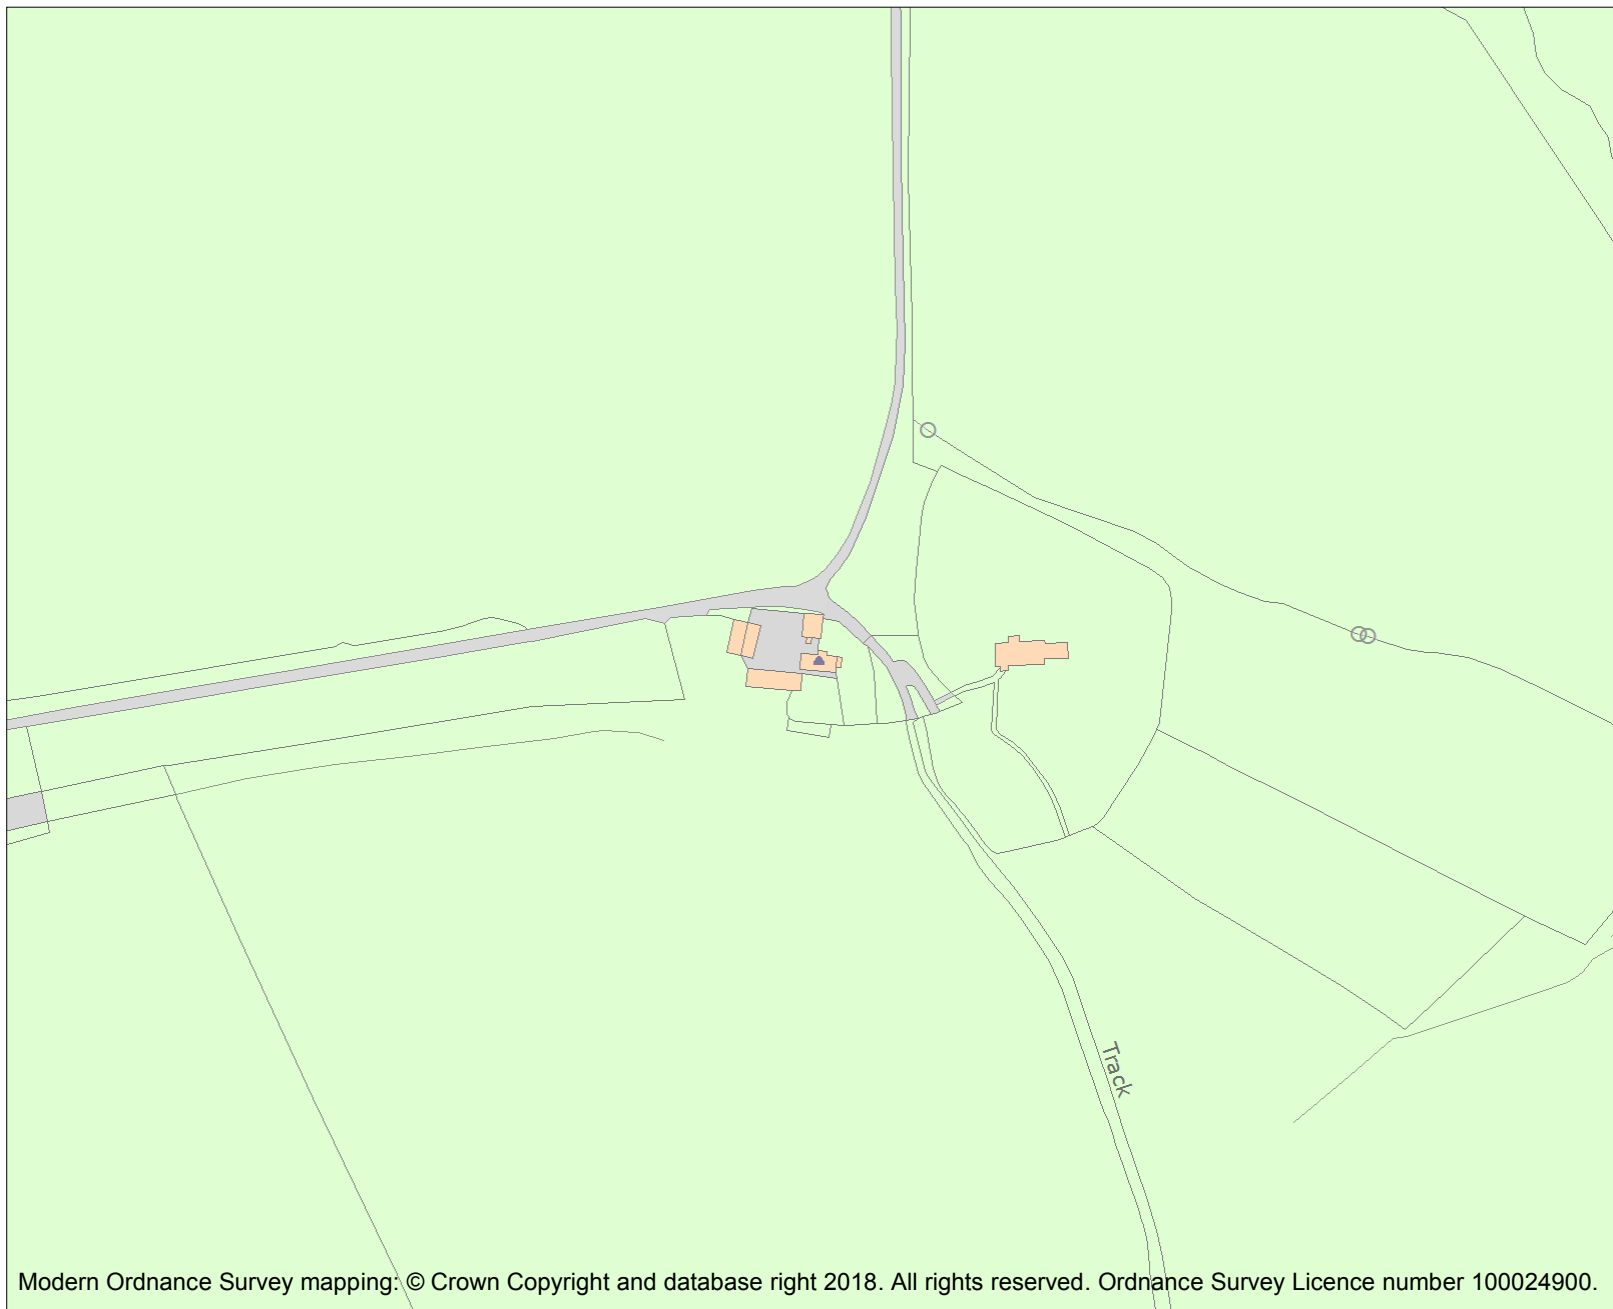 Track
Modern Ordnance Survey mapping: © Crown Copyright and database right 2018. All rights reserved. Ordnance Survey Licence number 100024900.